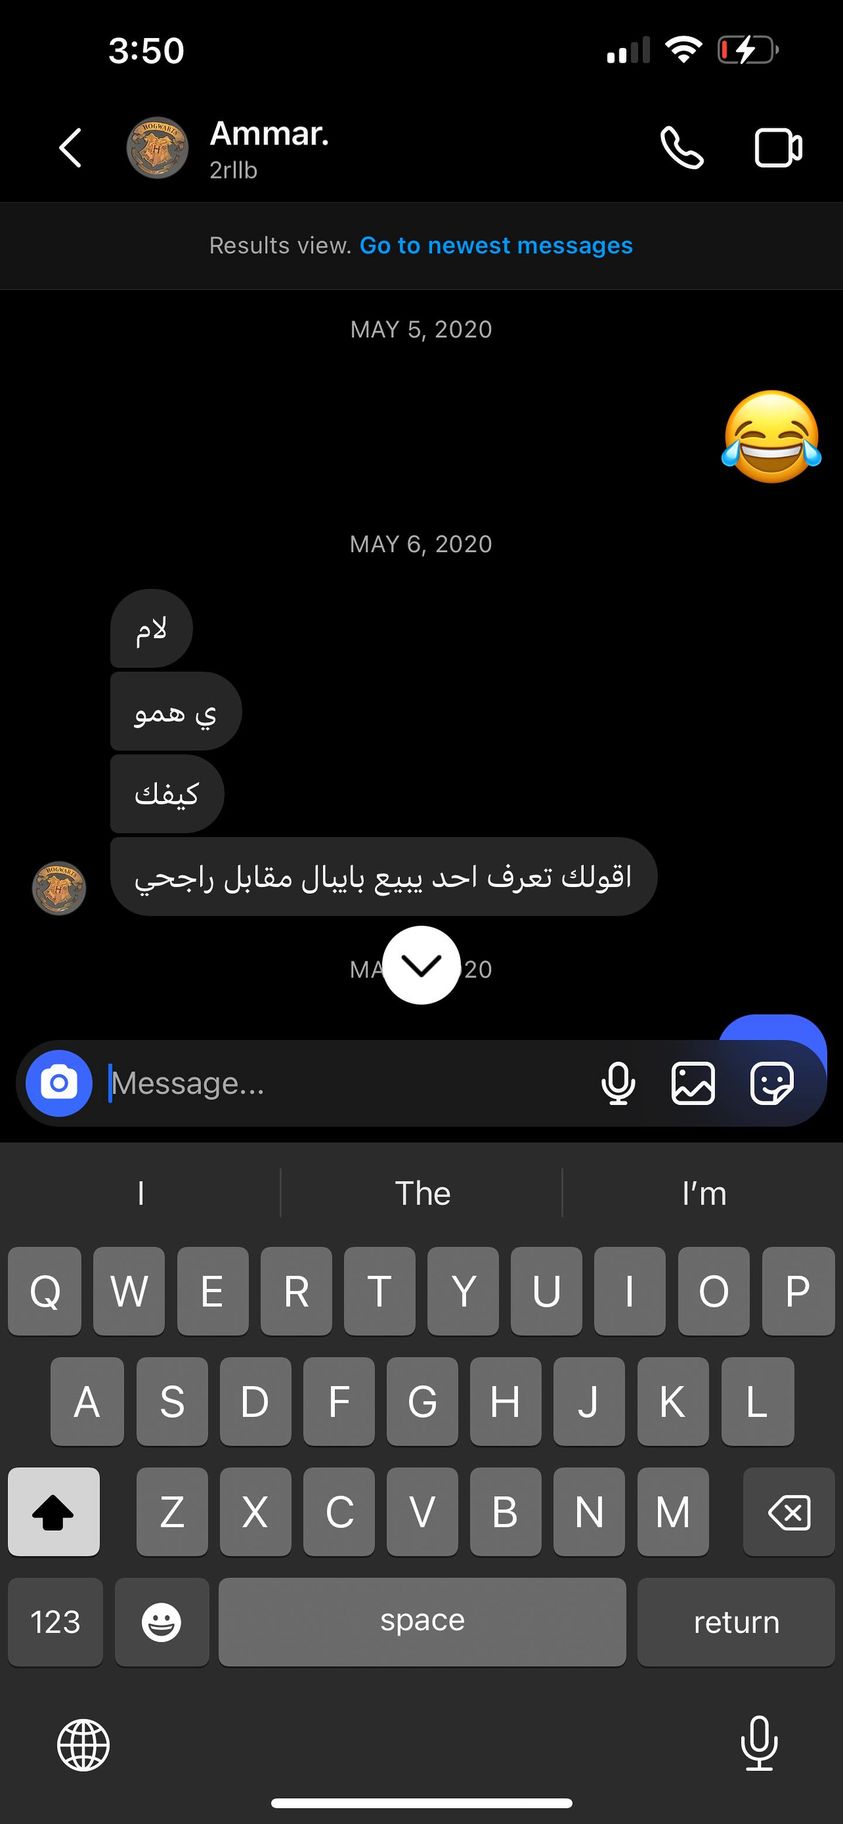 3:50
Ammar.
2rllb
Results view. Go to newest messages
MAY 5, 2020
MAY 6, 2020
لام
ي همو
كيفك
اقولك تعرف احد يبيع بايبال مقابل راجحي
MA 20
Message...
I The I'm
Q W E R T Y U I O P
A S D F G H J K L
Z X C V B N M
123 space return